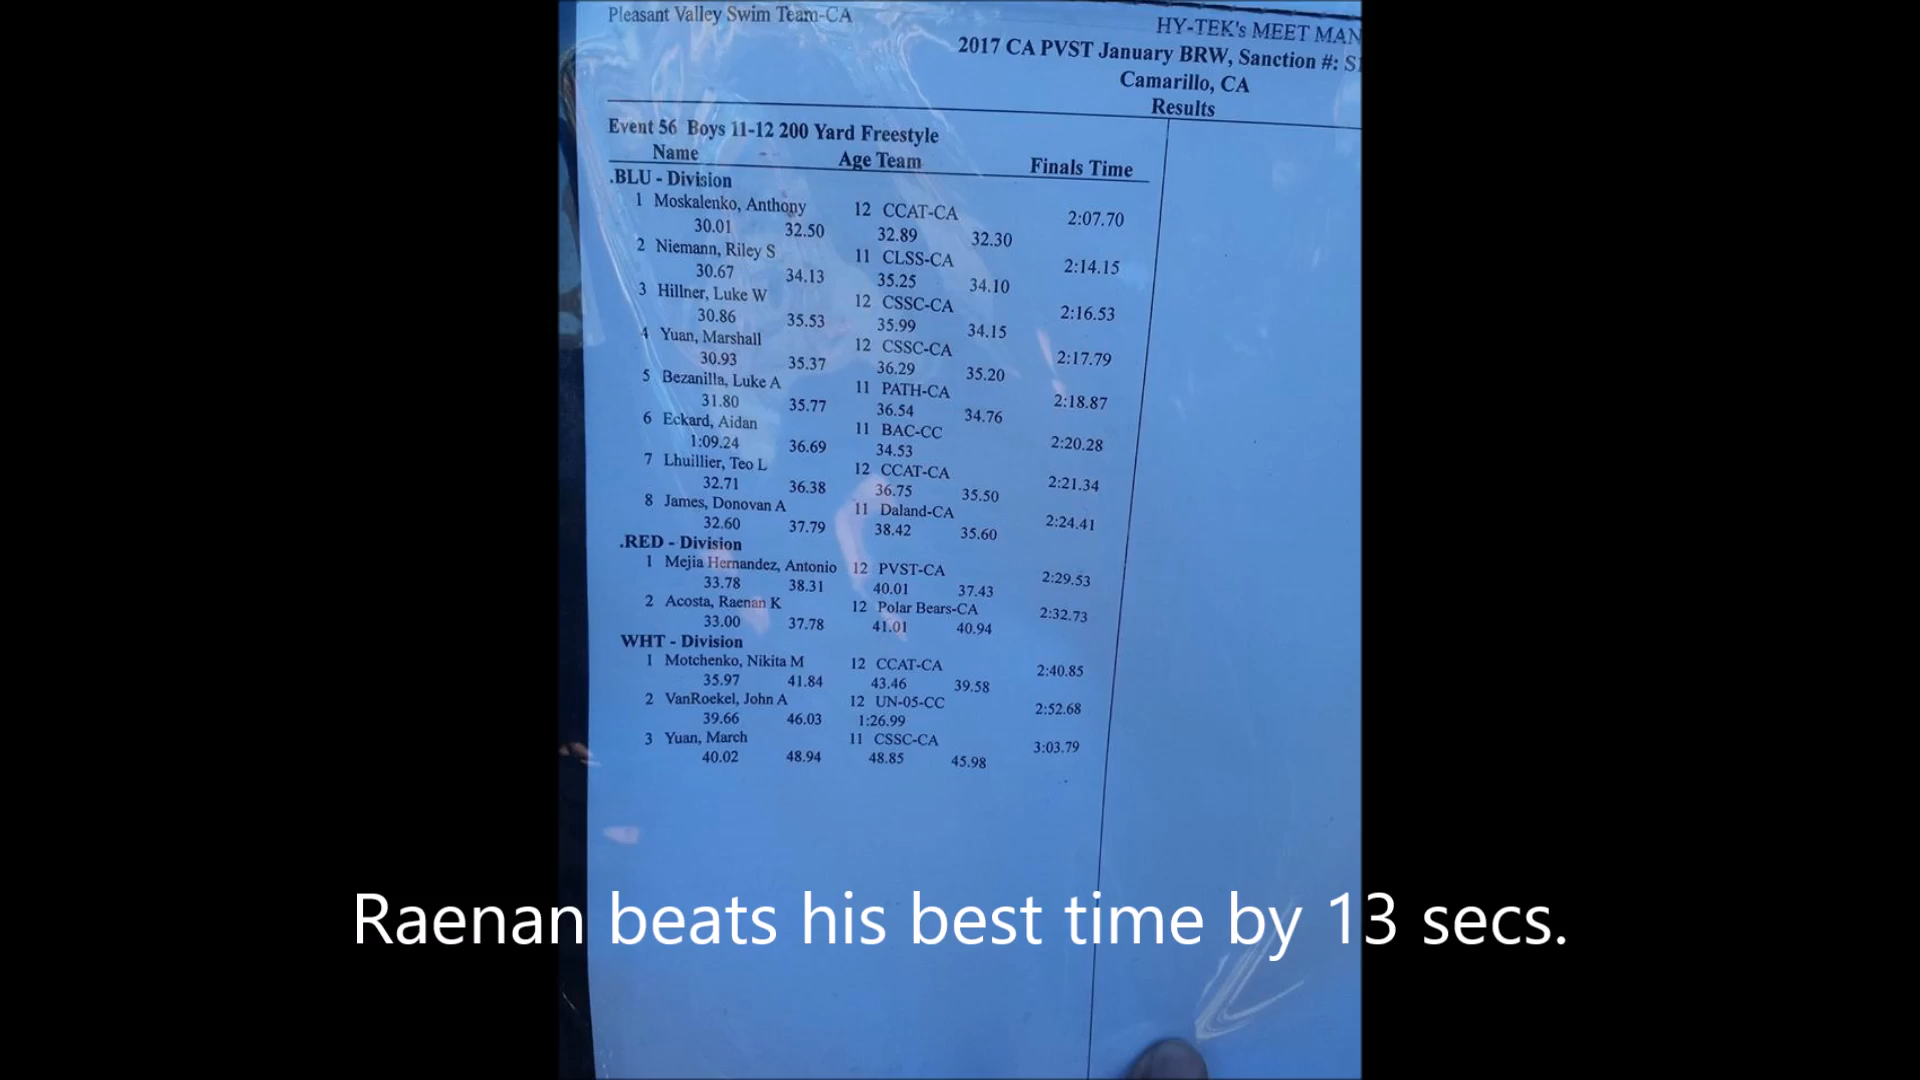 Pleasant Valley Swim Team-CA
HY-TEK's MEET MAN
2017 CA PVST January BRW, Sanction #: S
Camarillo, CA
Results
Event 56 Boys 11-12 200 Yard Freestyle
Name Age Team Finals Time
.BLU - Division
1 Moskalenko, Anthony 12 CCAT-CA 2:07.70
30.01 32.50 32.89 32.30
2 Niemann, Riley S 11 CLSS-CA 2:14.15
30.67 34.13 35.25 34.10
3 Hillner, Luke W 12 CSSC-CA 2:16.53
30.86 35.53 35.99 34.15
4 Yuan, Marshall 12 CSSC-CA 2:17.79
30.93 35.37 36.29 35.20
5 Bezanilla, Luke A 11 PATH-CA 2:18.87
31.80 35.77 36.54 34.76
6 Eckard, Aidan 11 BAC-CC 2:20.28
1:09.24 36.69 34.53
7 Lhuillier, Teo L 12 CCAT-CA 2:21.34
32.71 36.38 36.75 35.50
8 James, Donovan A 11 Daland-CA 2:24.41
32.60 37.79 38.42 35.60
.RED - Division
1 Mejia Hernandez, Antonio 12 PVST-CA 2:29.53
33.78 38.31 40.01 37.43
2 Acosta, Raenan K 12 Polar Bears-CA 2:32.73
33.00 37.78 41.01 40.94
WHT - Division
1 Motchenko, Nikita M 12 CCAT-CA 2:40.85
35.97 41.84 43.46 39.58
2 VanRoekel, John A 12 UN-05-CC 2:52.68
39.66 46.03 1:26.99
3 Yuan, March 11 CSSC-CA 3:03.79
40.02 48.94 48.85 45.98
Raenan beats his best time by 13 secs.